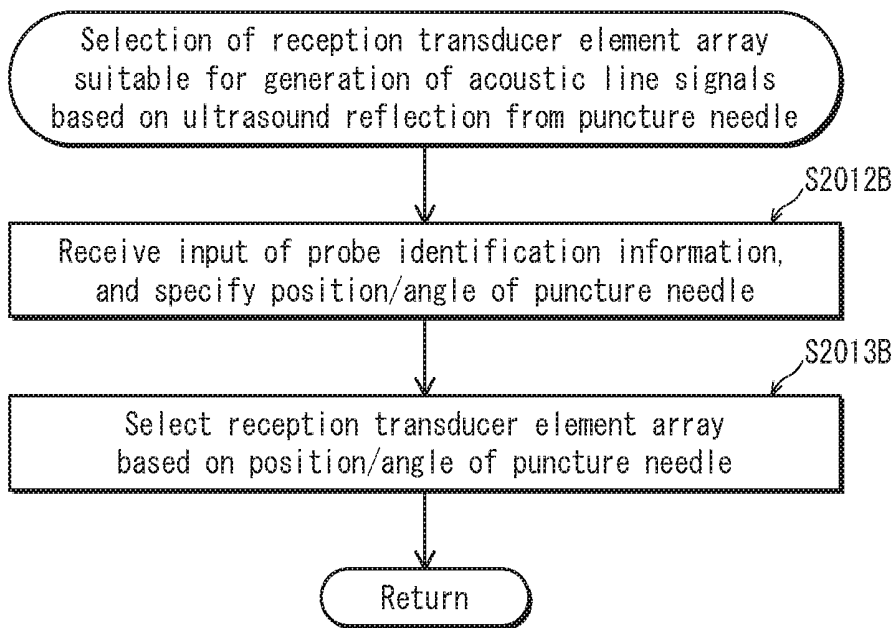 Selection of reception transducer element array
suitable for generation of acoustic line signals
based on ultrasound reflection from puncture needle
S2012B
Receive input of probe identification information,
and specify position/angle of puncture needle
S2013B
Select reception transducer element array
based on position/angle of puncture needle
Return